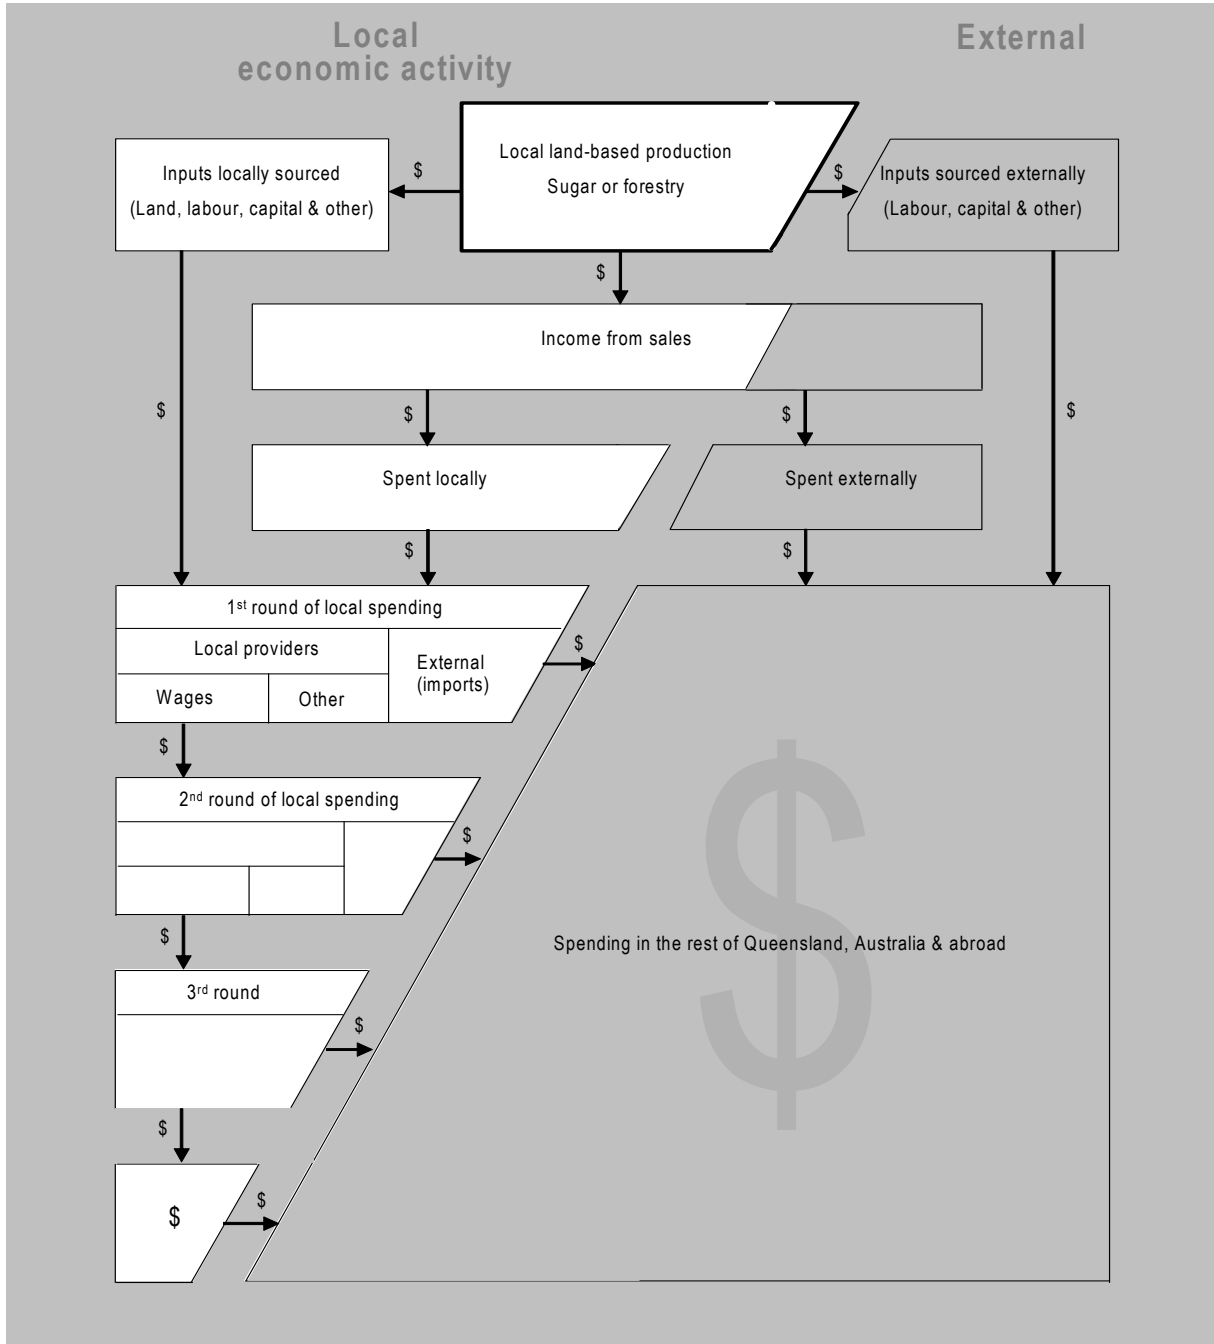 Local
economic activity
External
Local land-based production
Sugar or forestry
Inputs locally sourced
(Land, labour, capital & other)
$
$
Inputs sourced externally
(Labour, capital & other)
$
Income from sales
$
$
$
$
Spent locally
Spent externally
$
$
1st round of local spending
Local providers
External
(imports)
Wages
Other
$
$
2nd round of local spending
$
$
Spending in the rest of Queensland, Australia & abroad
$
3rd round
$
$
$
$
$